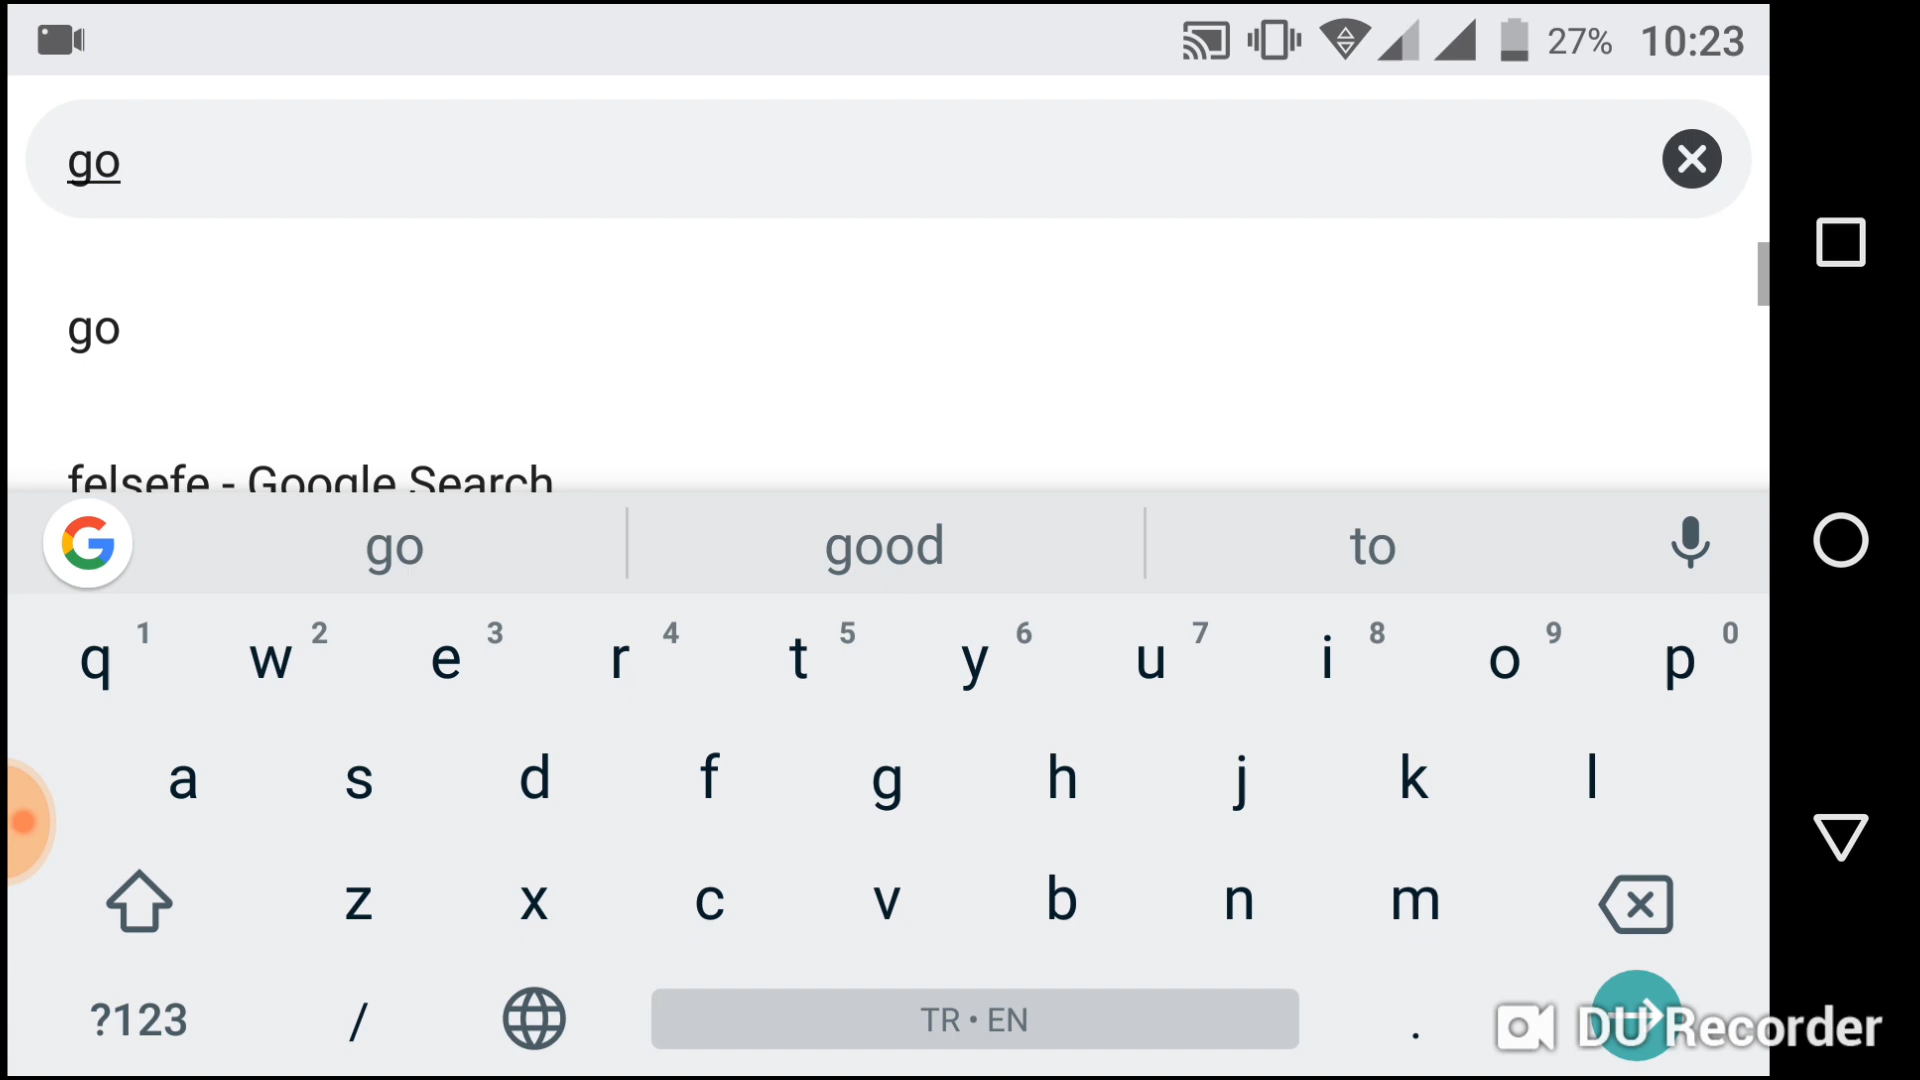 27% 10:23
go
go
felsefe - Google Search
go good to
q 1 w 2 e 3 r 4 t 5 y 6 u 7 i 8 o 9 p 0
a s d f g h j k l
z x c v b n m
?123 / TR • EN .
DU Recorder